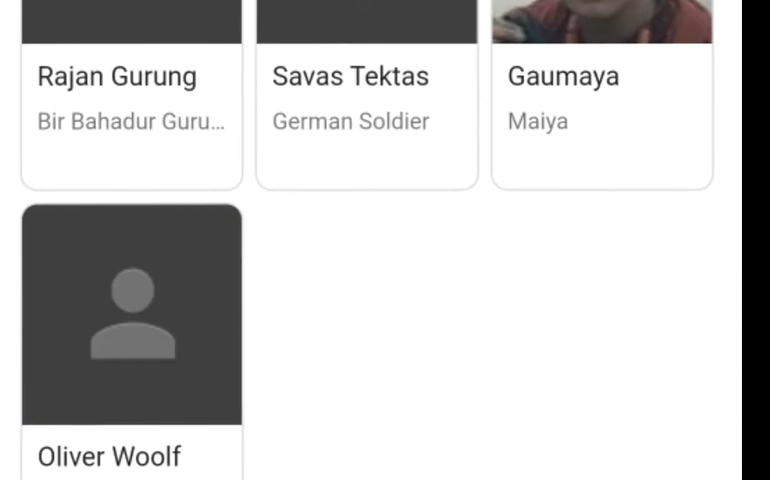 Rajan Gurung
Bir Bahadur Guru...
Savas Tektas
German Soldier
Gaumaya
Maiya
Oliver Woolf